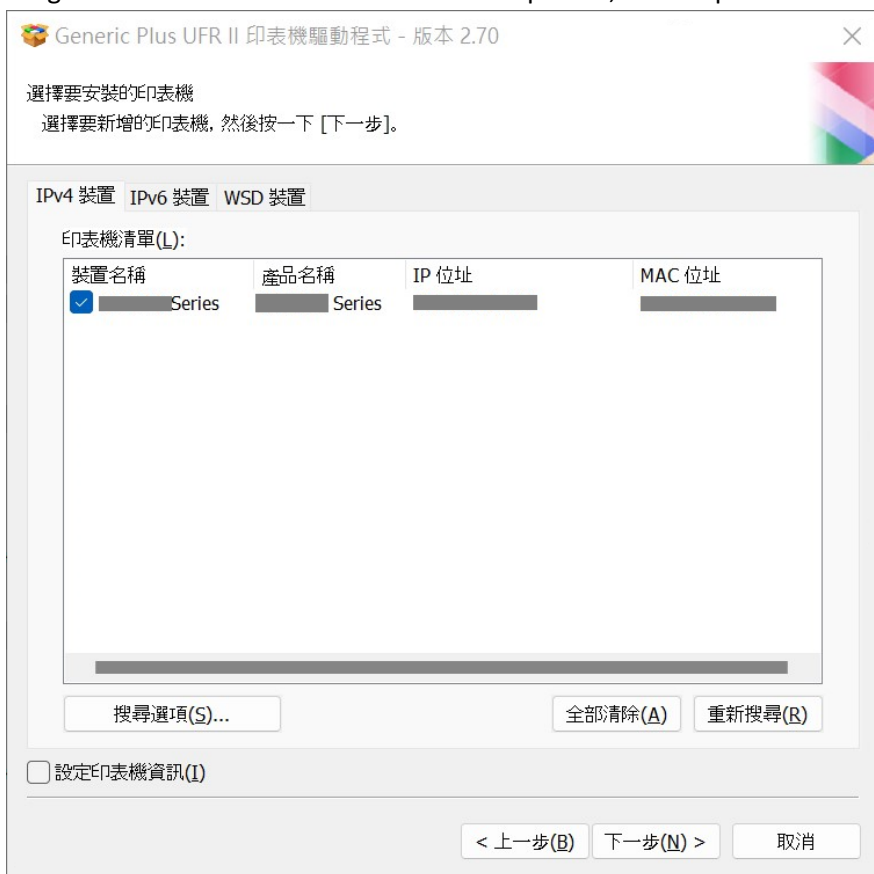 Generic Plus UFR II 印表機驅動程式 - 版本 2.70
選擇要安裝的印表機
選擇要新增的印表機, 然後按一下 [下一步]。
IPv4 裝置 IPv6 裝置 WSD 裝置
印表機清單(L):
裝置名稱 產品名稱 IP 位址 MAC 位址
Series Series
搜尋選項(S)... 全部清除(A) 重新搜尋(R)
設定印表機資訊(I)
< 上一步(B) 下一步(N) > 取消